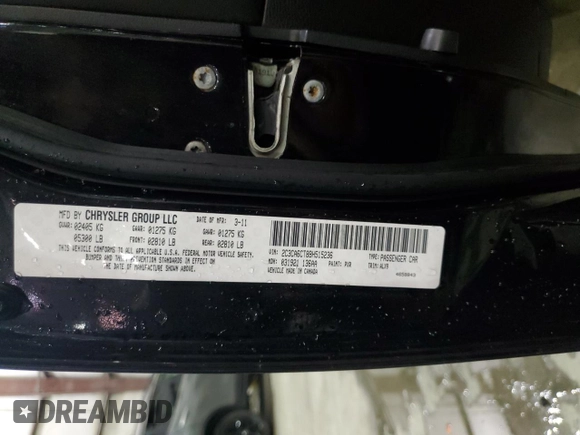 MFD BY CHRYSLER GROUP LLC DATE OF MFR: 3-11
GVWR: 02405 KG GAWR: 01275 KG GAWR: 01275 KG
05300 LB FRONT: 02810 LB REAR: 02810 LB
THIS VEHICLE CONFORMS TO ALL APPLICABLE U.S.A. FEDERAL MOTOR VEHICLE SAFETY,
BUMPER AND THEFT PREVENTION STANDARDS IN EFFECT ON
THE DATE OF MANUFACTURE SHOWN ABOVE.
VIN: 2C3CA6CT8BH515236 TYPE: PASSENGER CAR
MDH: 031921 136AA PAINT: PXR TRIM: ALX9
VEHICLE MADE IN CANADA
DREAMBID